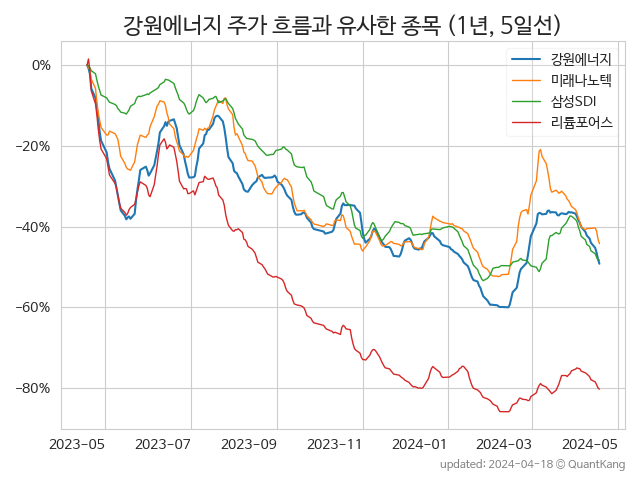 강원에너지 주가 흐름과 유사한 종목 (1년, 5일선)
강원에너지
미래나노텍
삼성SDI
리튬포어스
0%
−20%
−40%
−60%
−80%
2023-05 2023-07 2023-09 2023-11 2024-01 2024-03 2024-05
updated: 2024-04-18 © QuantKang